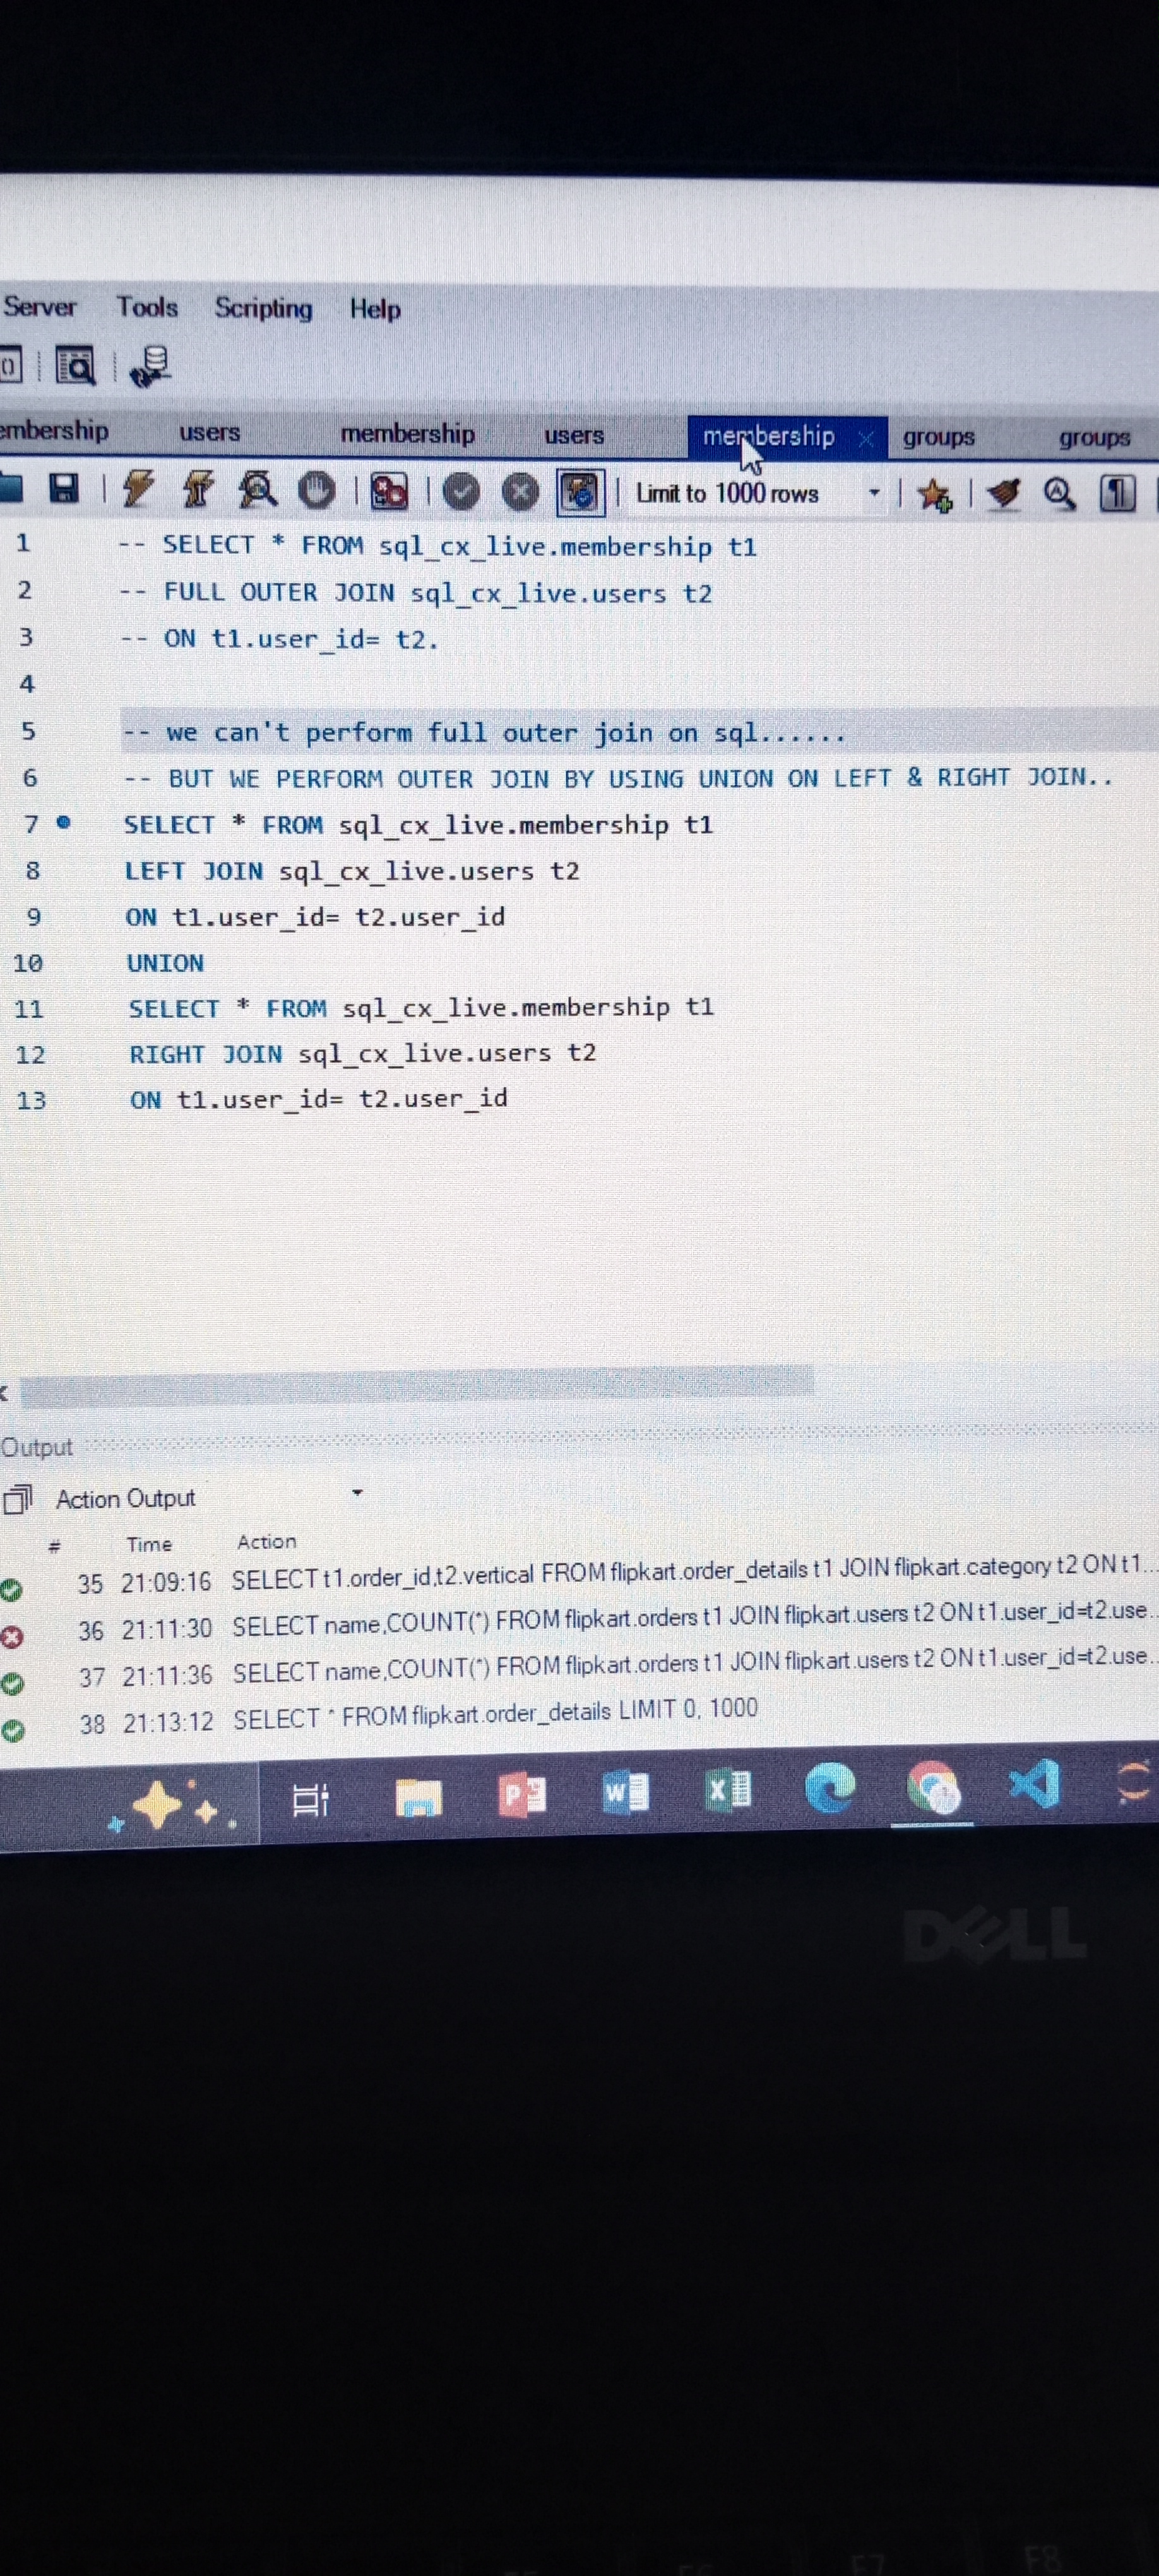 Server Tools Scripting Help
embership users membership users membership groups groups
Limit to 1000 rows
1 -- SELECT * FROM sql_cx_live.membership t1
2 -- FULL OUTER JOIN sql_cx_live.users t2
3 -- ON t1.user_id= t2.
4
5 -- we can't perform full outer join on sql......
6 -- BUT WE PERFORM OUTER JOIN BY USING UNION ON LEFT & RIGHT JOIN..
7 SELECT * FROM sql_cx_live.membership t1
8 LEFT JOIN sql_cx_live.users t2
9 ON t1.user_id= t2.user_id
10 UNION
11 SELECT * FROM sql_cx_live.membership t1
12 RIGHT JOIN sql_cx_live.users t2
13 ON t1.user_id= t2.user_id
Output
Action Output
# Time Action
35 21:09:16 SELECT t1.order_id,t2.vertical FROM flipkart.order_details t1 JOIN flipkart.category t2 ON t1...
36 21:11:30 SELECT name,COUNT(*) FROM flipkart.orders t1 JOIN flipkart.users t2 ON t1.user_id=t2.use..
37 21:11:36 SELECT name,COUNT(*) FROM flipkart.orders t1 JOIN flipkart.users t2 ON t1.user_id=t2.use..
38 21:13:12 SELECT * FROM flipkart.order_details LIMIT 0, 1000
DELL
F7 F8